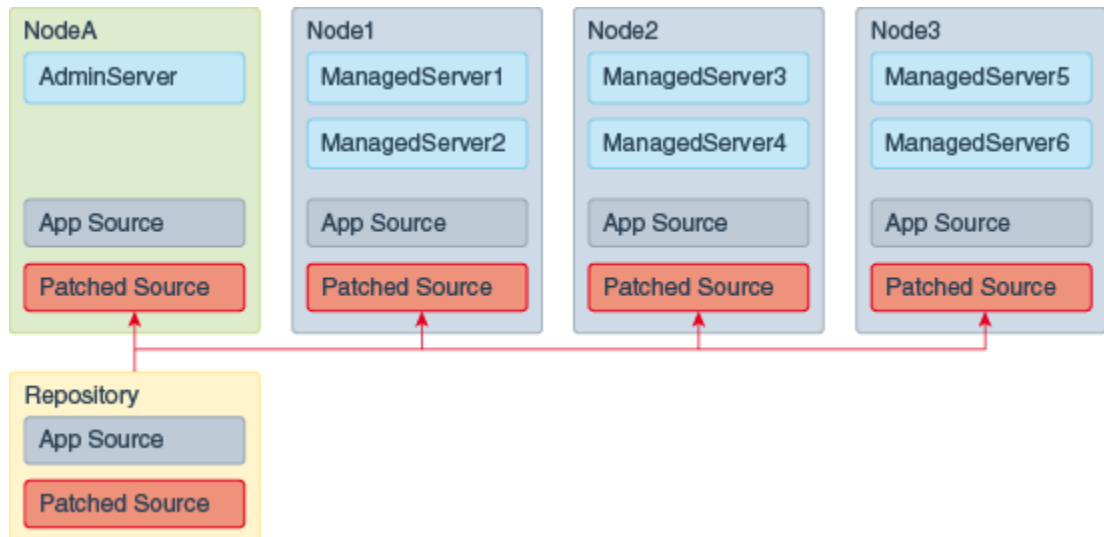 NodeA
AdminServer
App Source
Patched Source
Node1
ManagedServer1
ManagedServer2
App Source
Patched Source
Node2
ManagedServer3
ManagedServer4
App Source
Patched Source
Node3
ManagedServer5
ManagedServer6
App Source
Patched Source
Repository
App Source
Patched Source